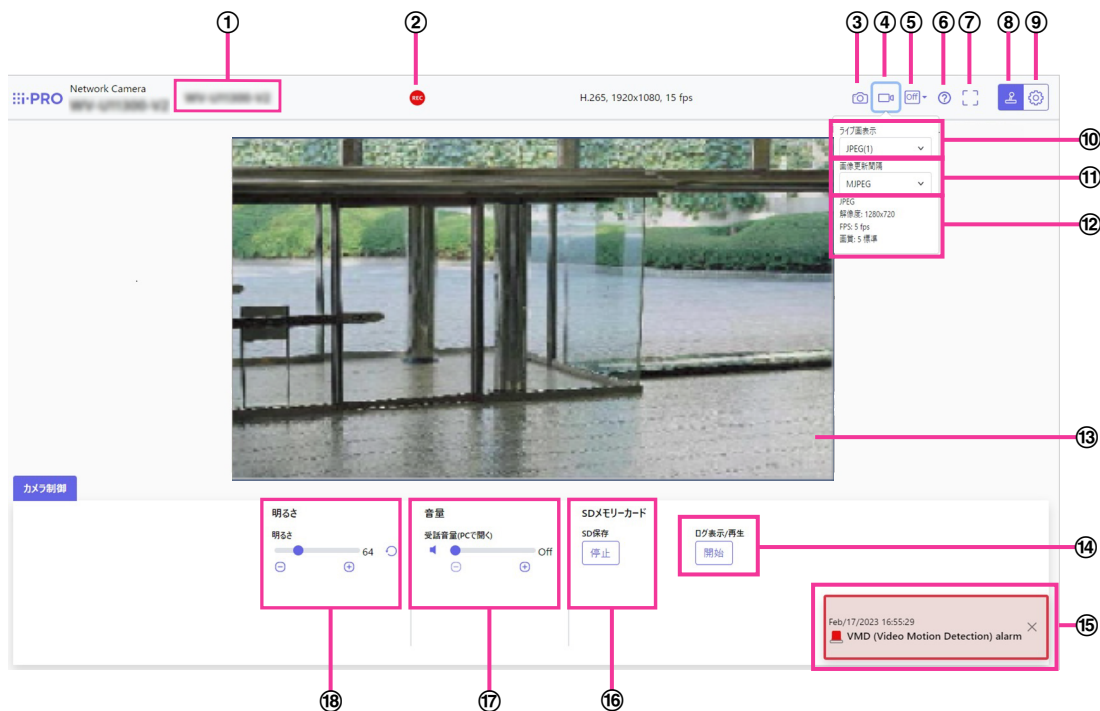 ① ② ③ ④ ⑤ ⑥ ⑦ ⑧ ⑨
i-PRO Network Camera
REC
H.265, 1920x1080, 15 fps
Off
ライブ画表示
JPEG(1)
⑩
画像更新間隔
MJPEG
⑪
JPEG
解像度: 1280x720
FPS: 5 fps
画質: 5 標準
⑫
⑬
カメラ制御
明るさ
明るさ
64
音量
受話音量(PCで聞く)
Off
SDメモリーカード
SD保存
停止
ログ表示/再生
開始
⑭
Feb/17/2023 16:55:29
VMD (Video Motion Detection) alarm
⑮
⑱ ⑰ ⑯